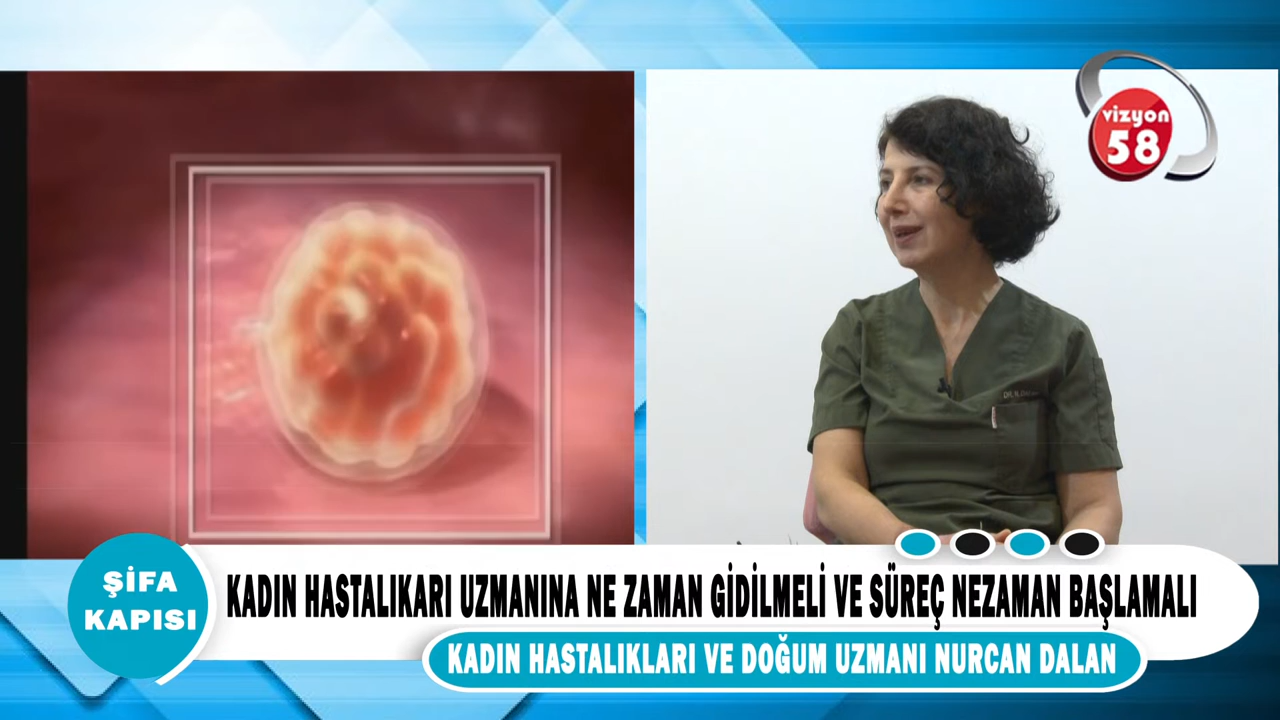 vizyon
58
ŞİFA
KAPISI
KADIN HASTALIKARI UZMANINA NE ZAMAN GİDİLMELİ VE SÜREÇ NEZAMAN BAŞLAMALI
KADIN HASTALIKLARI VE DOĞUM UZMANI NURCAN DALAN